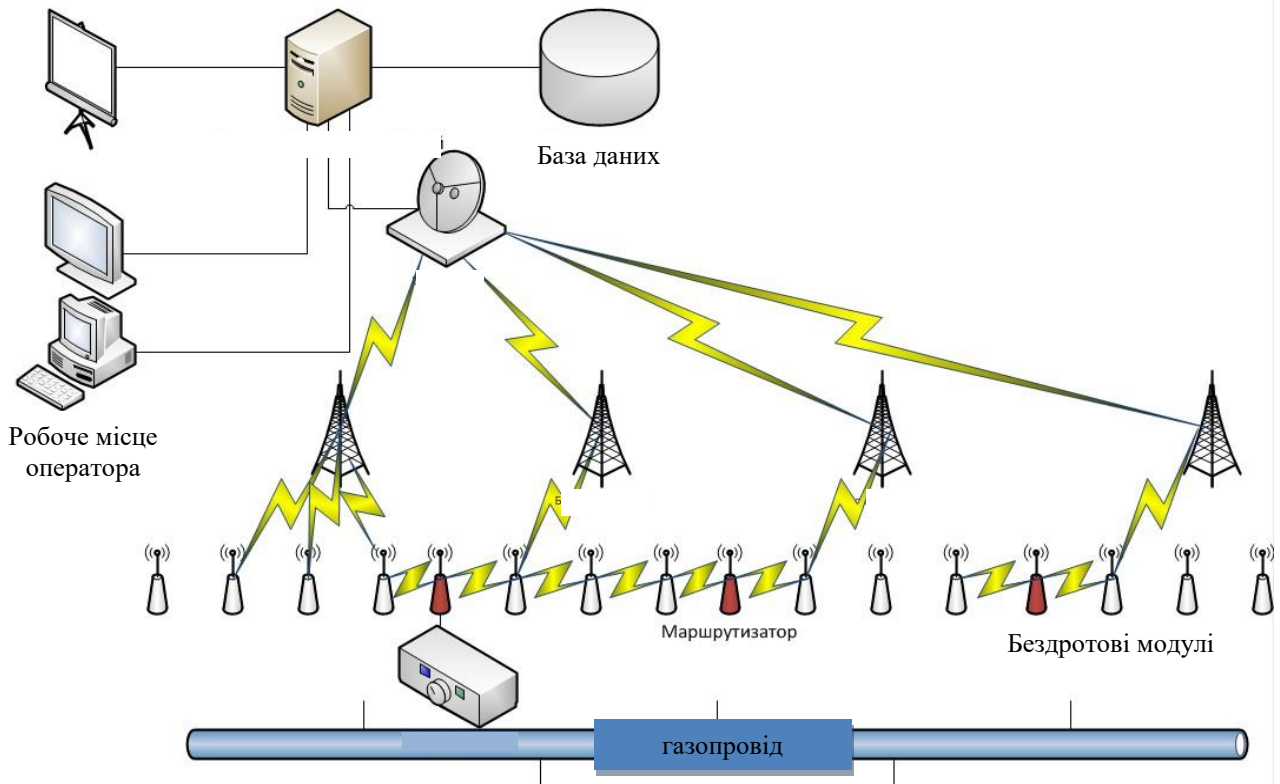 База даних
Робоче місце
оператора
Маршрутизатор
Бездротові модулі
газопровід